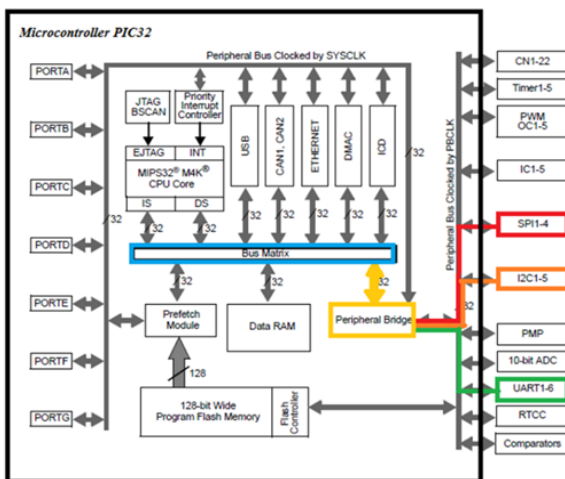 Microcontroller PIC32
Peripheral Bus Clocked by SYSCLK
PORTA
PORTB
PORTC
PORTD
PORTE
PORTF
PORTG
JTAG
BSCAN
Priority
Interrupt
Controller
EJTAG
INT
MIPS32® M4K®
CPU Core
IS
DS
USB
CAN1, CAN2
ETHERNET
DMAC
ICD
32
32
32
32
32
32
32
32
32
Bus Matrix
32
32
32
Prefetch
Module
Data RAM
Peripheral Bridge
128
128-bit Wide
Program Flash Memory
Flash
Controller
Peripheral Bus Clocked by PBCLK
32
CN1-22
Timer1-5
PWM
OC1-5
IC1-5
SPI1-4
I2C1-5
PMP
10-bit ADC
UART1-6
RTCC
Comparators